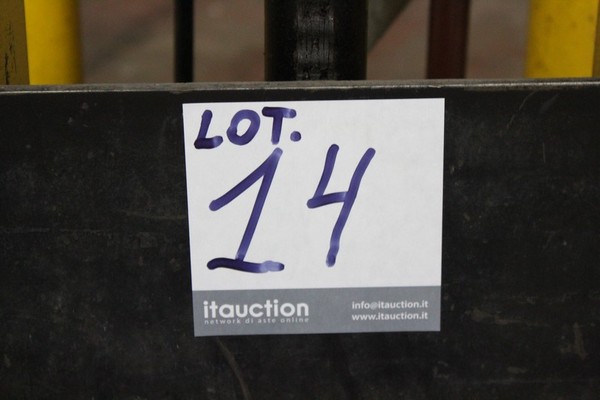 LOT.
14
itauction
network di aste online
info@itauction.it
www.itauction.it